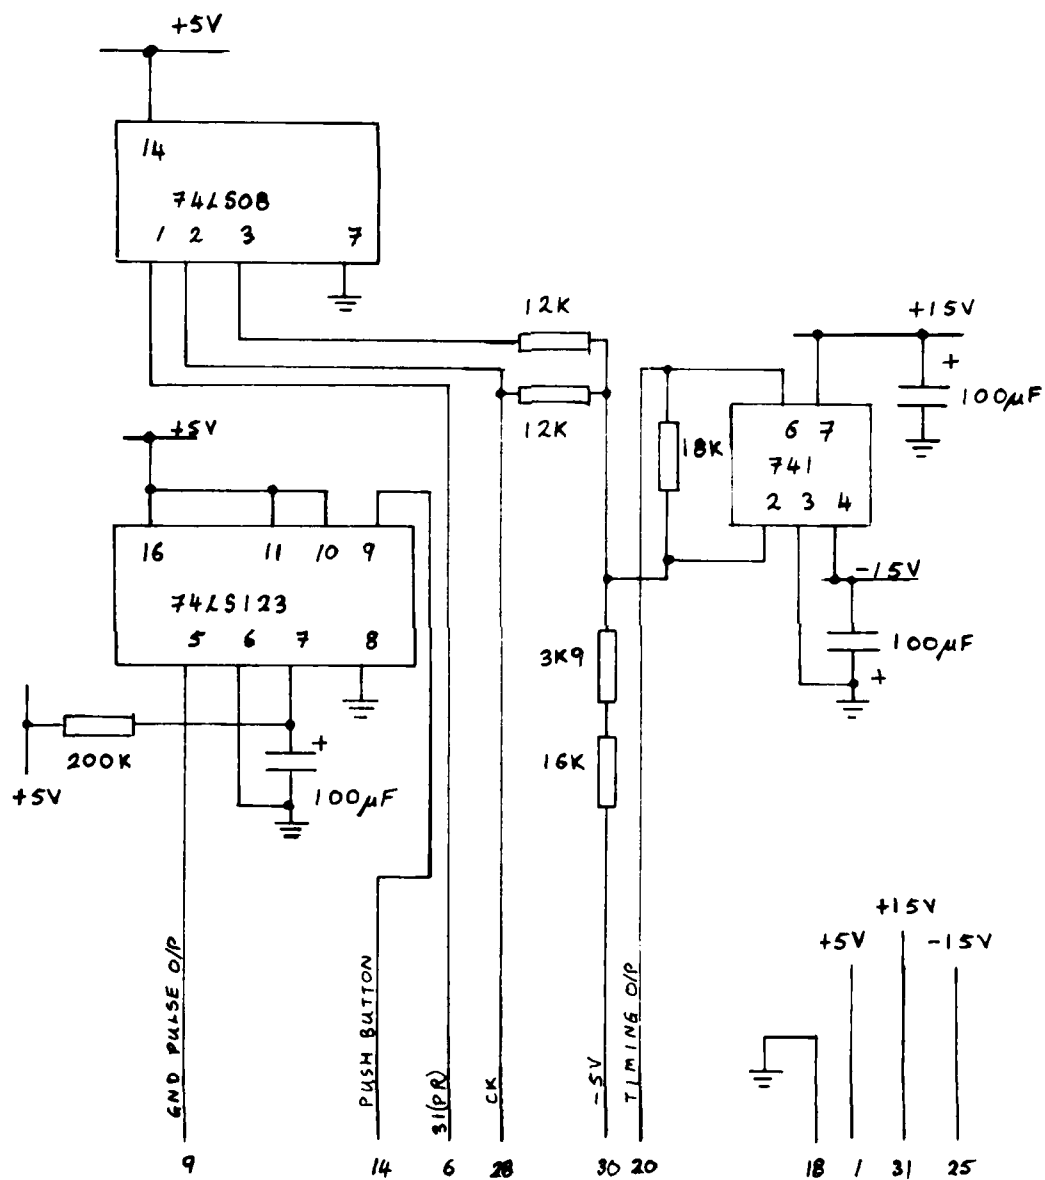 +5V
14
74LS08
1 2 3 7
12K
12K
+15V
+
100μF
6 7
741
2 3 4
18K
-15V
100μF
+
+5V
16 11 10 9
74LS123
5 6 7 8
200K
+5V
+
100μF
3K9
16K
GND PULSE O/P
PUSH BUTTON
31(PR)
CK
-5V
TIMING O/P
+5V
+15V
-15V
9 14 6 28 30 20 18 1 31 25